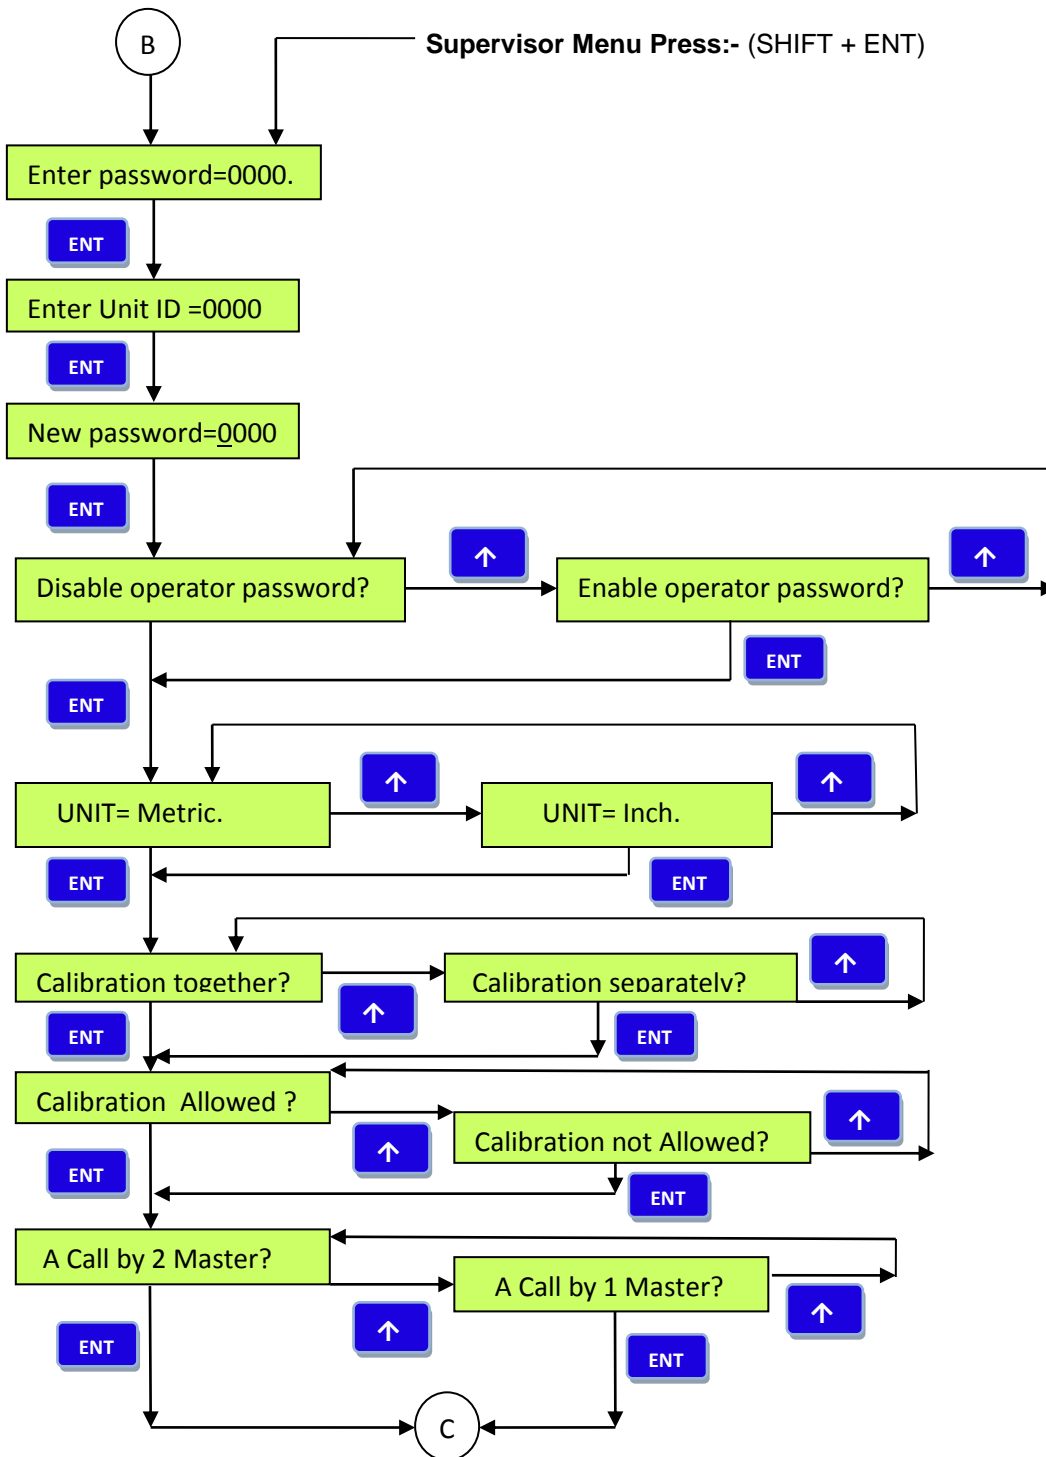 B
Supervisor Menu Press:- (SHIFT + ENT)
Enter password=0000.
ENT
Enter Unit ID =0000
ENT
New password=0000
ENT
↑
↑
Disable operator password?
Enable operator password?
ENT
ENT
↑
↑
UNIT= Metric.
UNIT= Inch.
ENT
ENT
↑
Calibration together?
Calibration separately?
↑
ENT
ENT
Calibration Allowed ?
↑
Calibration not Allowed?
↑
ENT
ENT
A Call by 2 Master?
A Call by 1 Master?
↑
↑
ENT
ENT
C